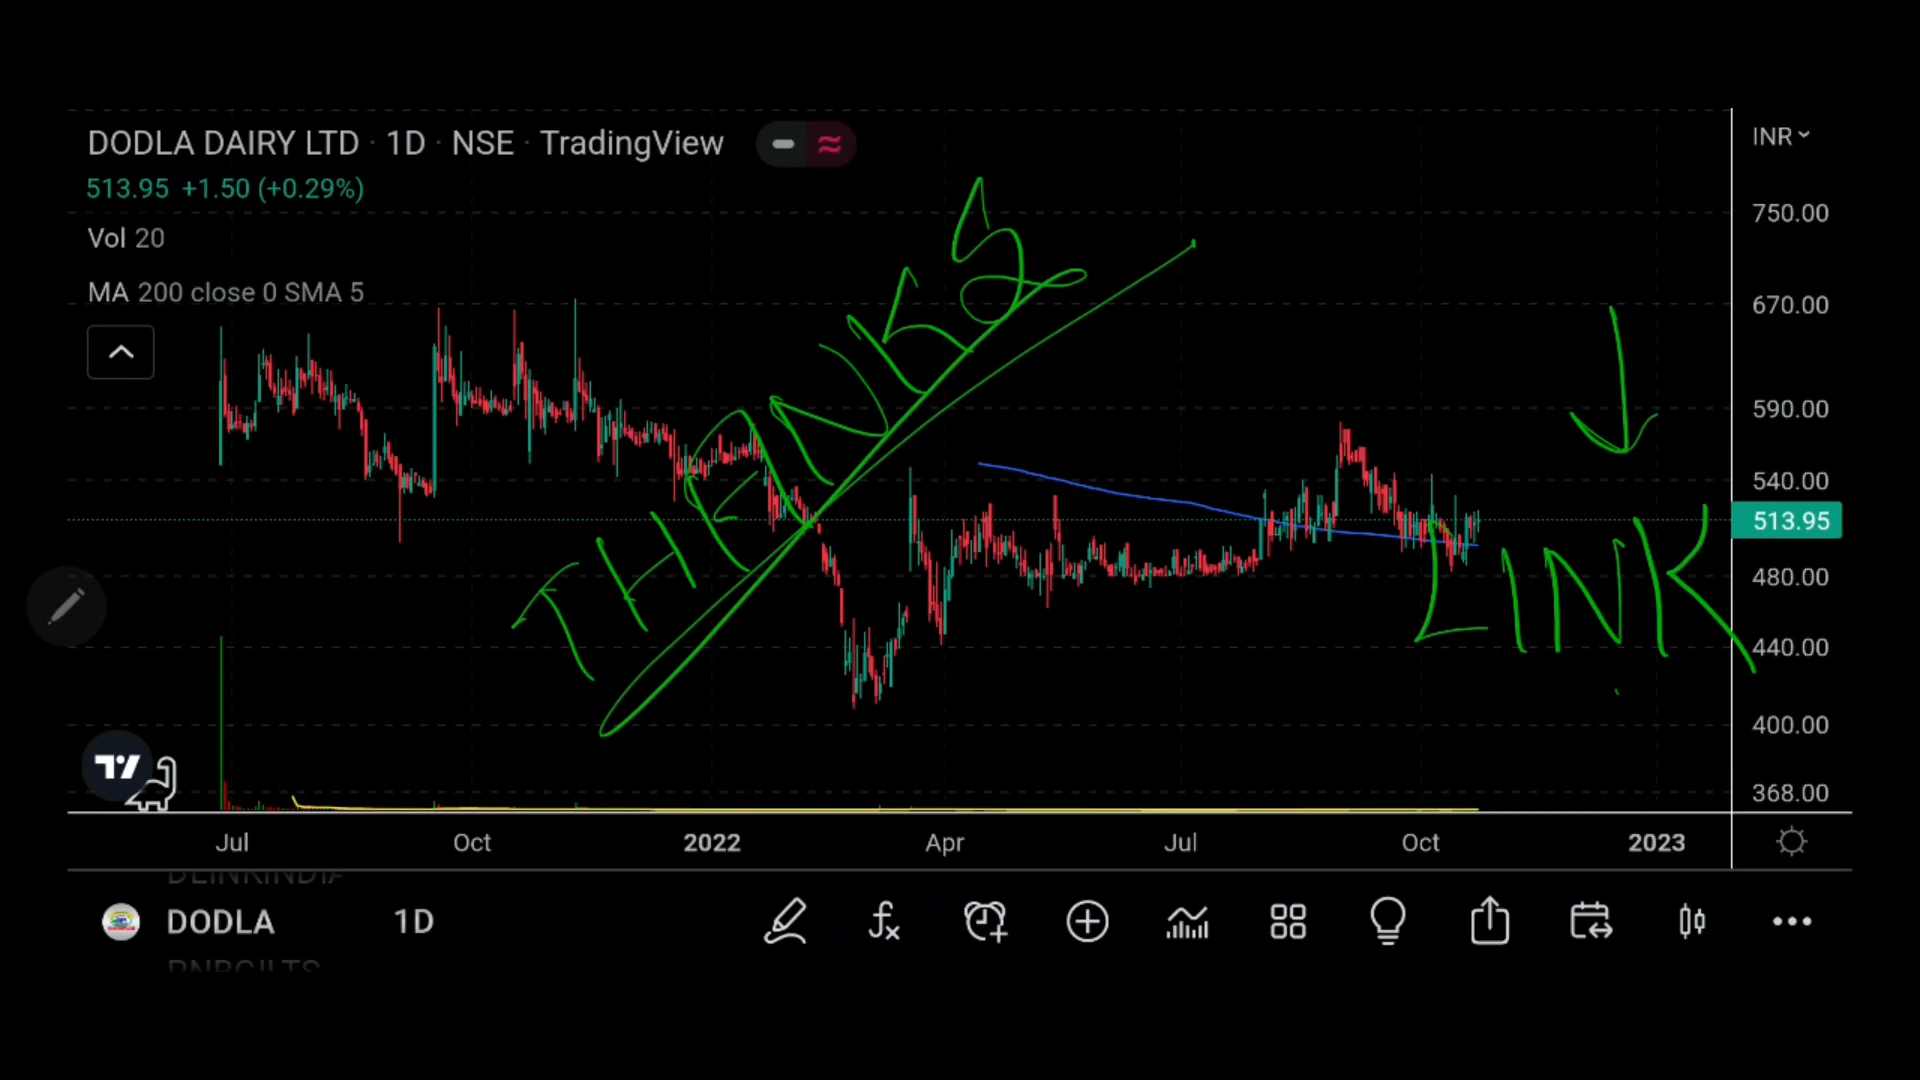 DODLA DAIRY LTD · 1D · NSE · TradingView
INR
513.95 +1.50 (+0.29%)
Vol 20
MA 200 close 0 SMA 5
750.00
670.00
590.00
540.00
513.95
480.00
440.00
400.00
368.00
THENKS
LINK
Jul Oct 2022 Apr Jul Oct 2023
DODLA 1D